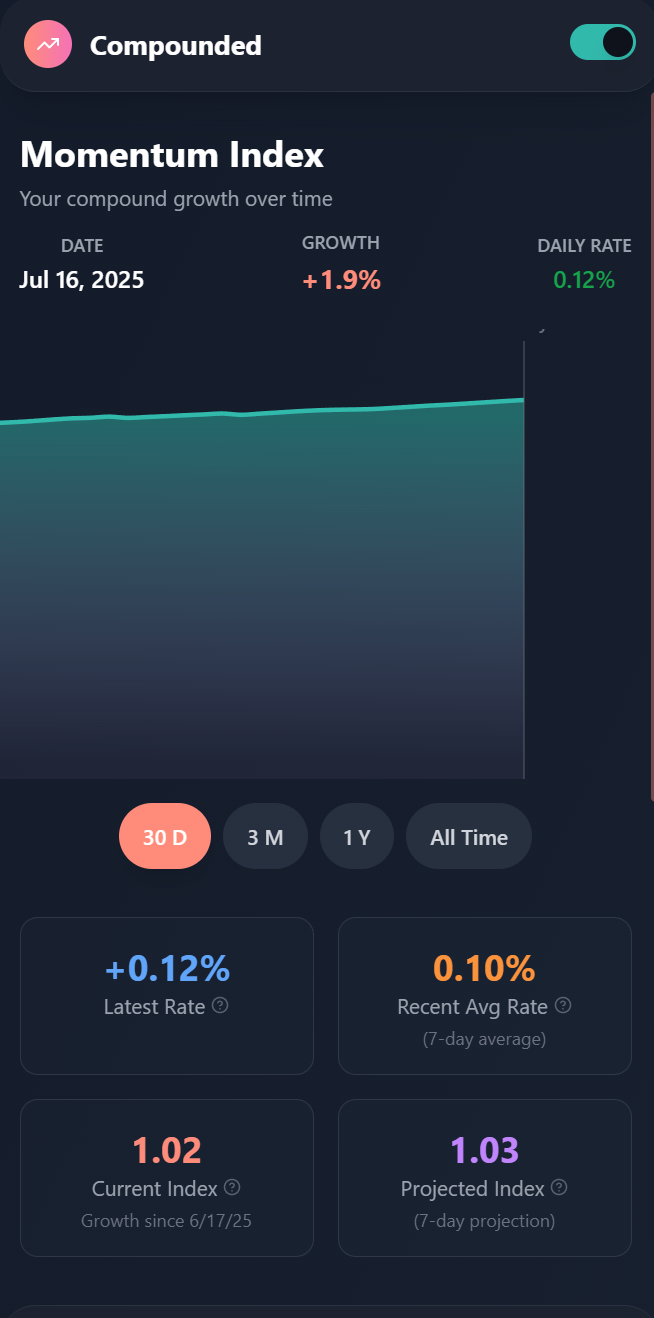 Compounded
Momentum Index
Your compound growth over time
DATE GROWTH DAILY RATE
Jul 16, 2025 +1.9% 0.12%
30 D 3 M 1 Y All Time
+0.12%
Latest Rate ?
0.10%
Recent Avg Rate ?
(7-day average)
1.02
Current Index ?
Growth since 6/17/25
1.03
Projected Index ?
(7-day projection)